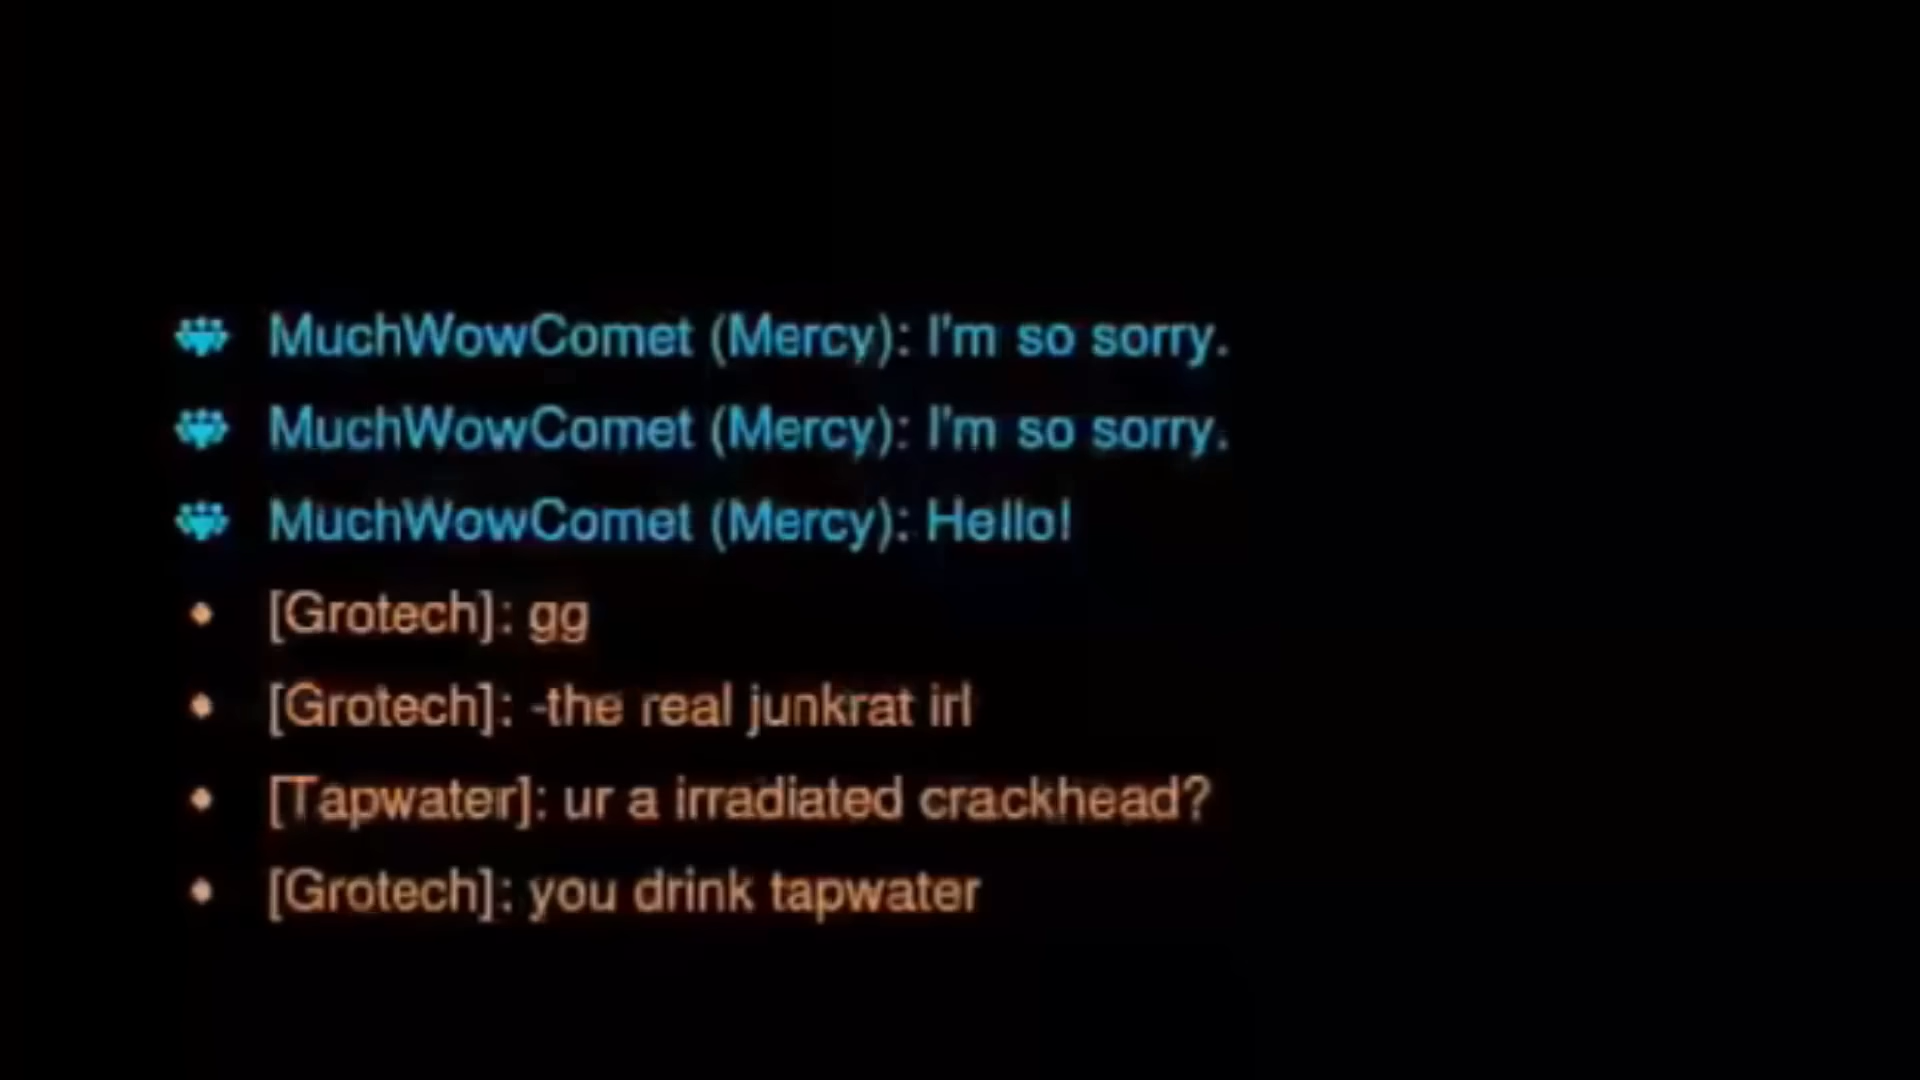 MuchWowComet (Mercy): I'm so sorry.
MuchWowComet (Mercy): I'm so sorry.
MuchWowComet (Mercy): Hello!
[Grotech]: gg
[Grotech]: -the real junkrat irl
[Tapwater]: ur a irradiated crackhead?
[Grotech]: you drink tapwater